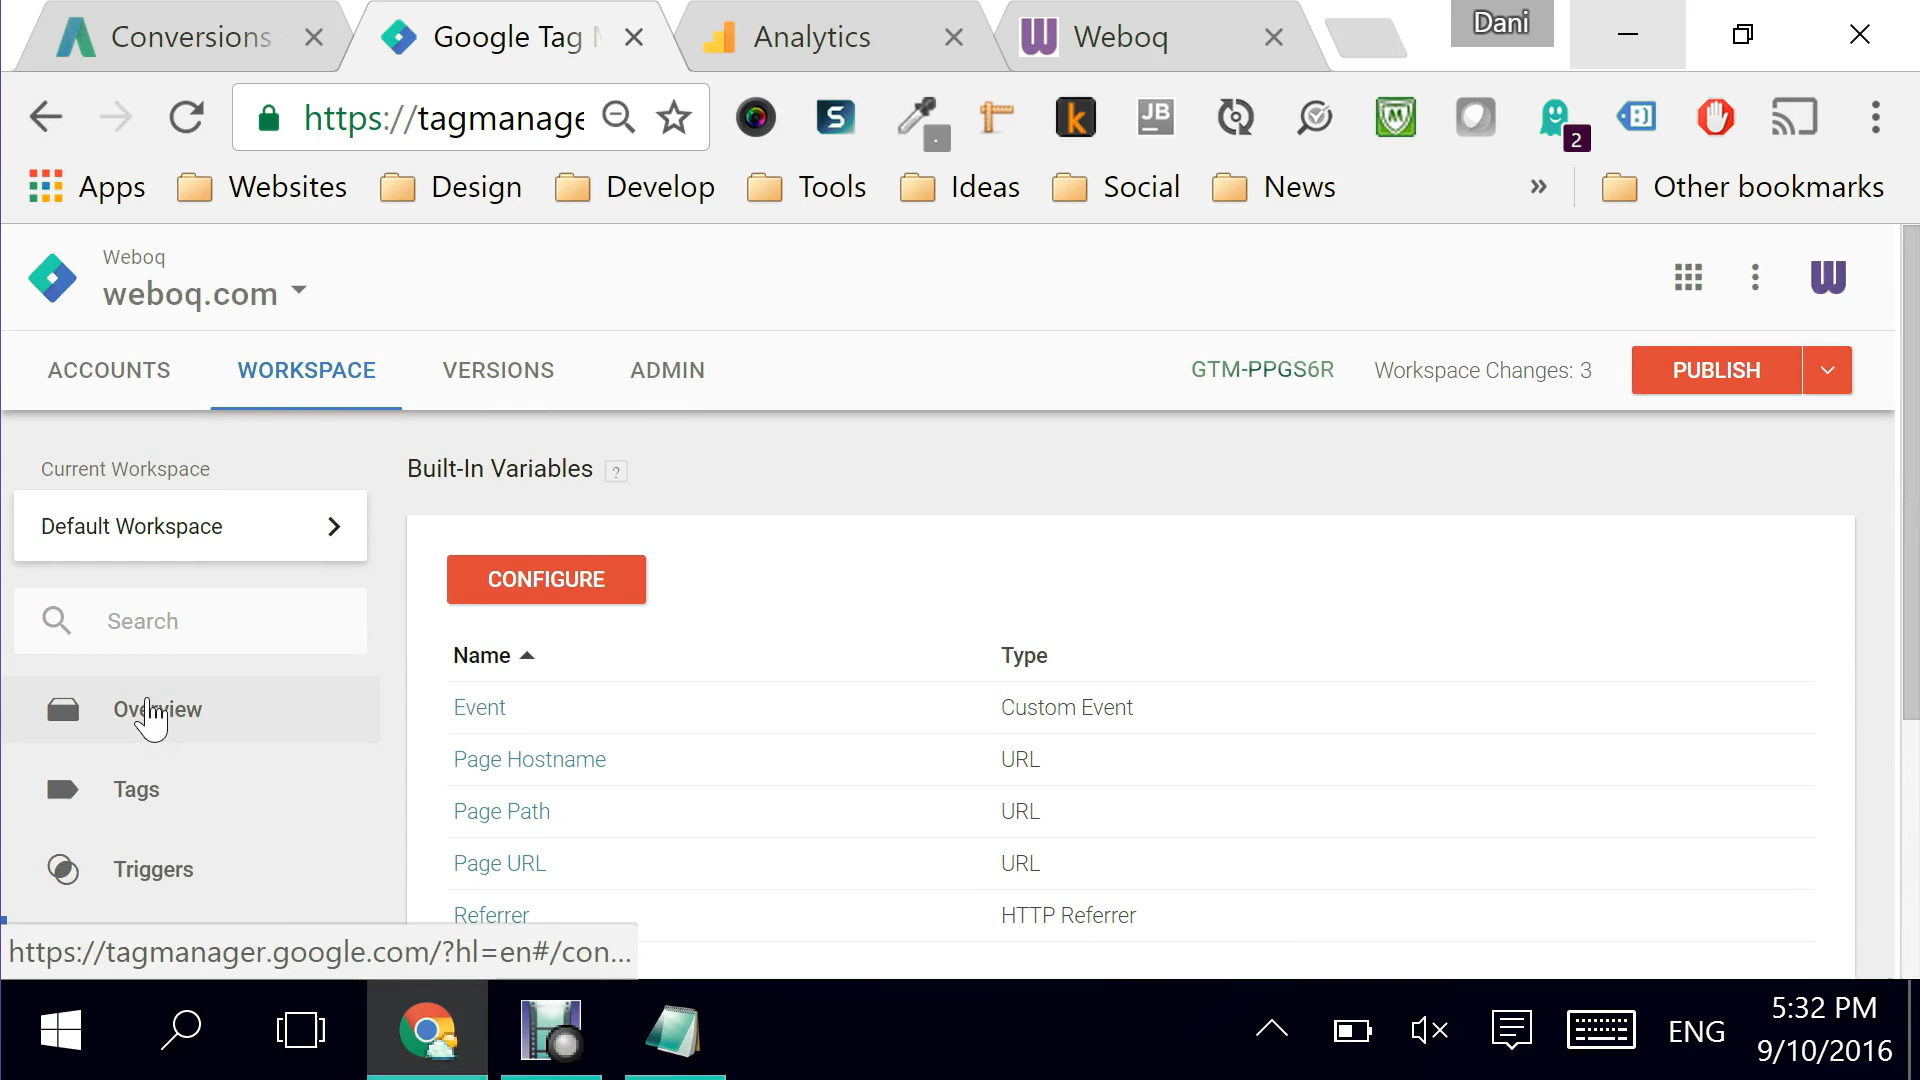 Conversions
Google Tag M
Analytics
Weboq
Dani
https://tagmanage
2
Apps
Websites
Design
Develop
Tools
Ideas
Social
News
»
Other bookmarks
Weboq
weboq.com
W
ACCOUNTS
WORKSPACE
VERSIONS
ADMIN
GTM-PPGS6R
Workspace Changes: 3
PUBLISH
Current Workspace
Default Workspace
Search
Overview
Tags
Triggers
Built-In Variables ?
CONFIGURE
Name
Type
Event
Custom Event
Page Hostname
URL
Page Path
URL
Page URL
URL
Referrer
HTTP Referrer
https://tagmanager.google.com/?hl=en#/con...
ENG
5:32 PM
9/10/2016